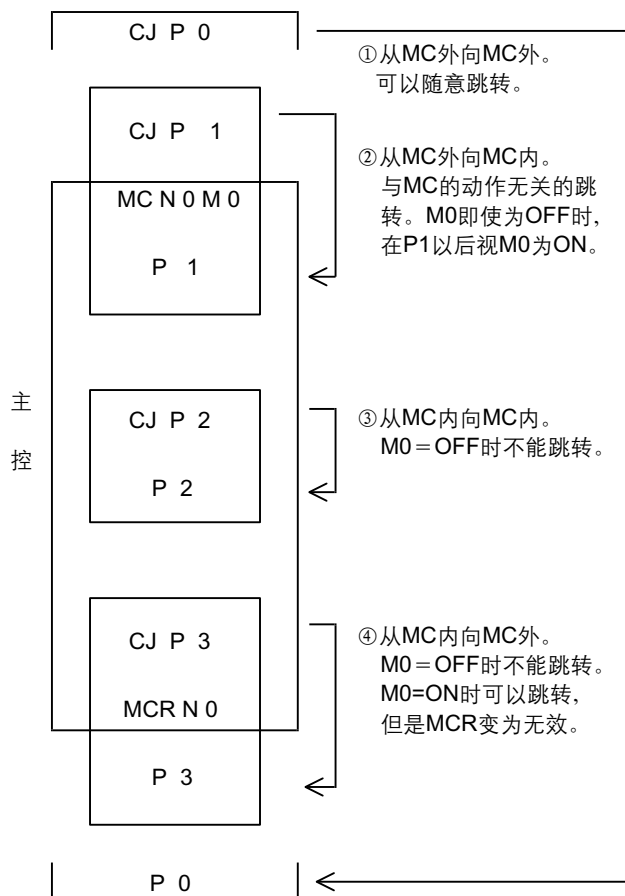 CJ P 0
①从MC外向MC外。
可以随意跳转。
CJ P 1
②从MC外向MC内。
与MC的动作无关的跳
转。M0即使为OFF时,
在P1以后视M0为ON。
MC N 0 M 0
P 1
主
控
CJ P 2
③从MC内向MC内。
M0＝OFF时不能跳转。
P 2
CJ P 3
④从MC内向MC外。
M0＝OFF时不能跳转。
M0=ON时可以跳转,
但是MCR变为无效。
MCR N 0
P 3
P 0